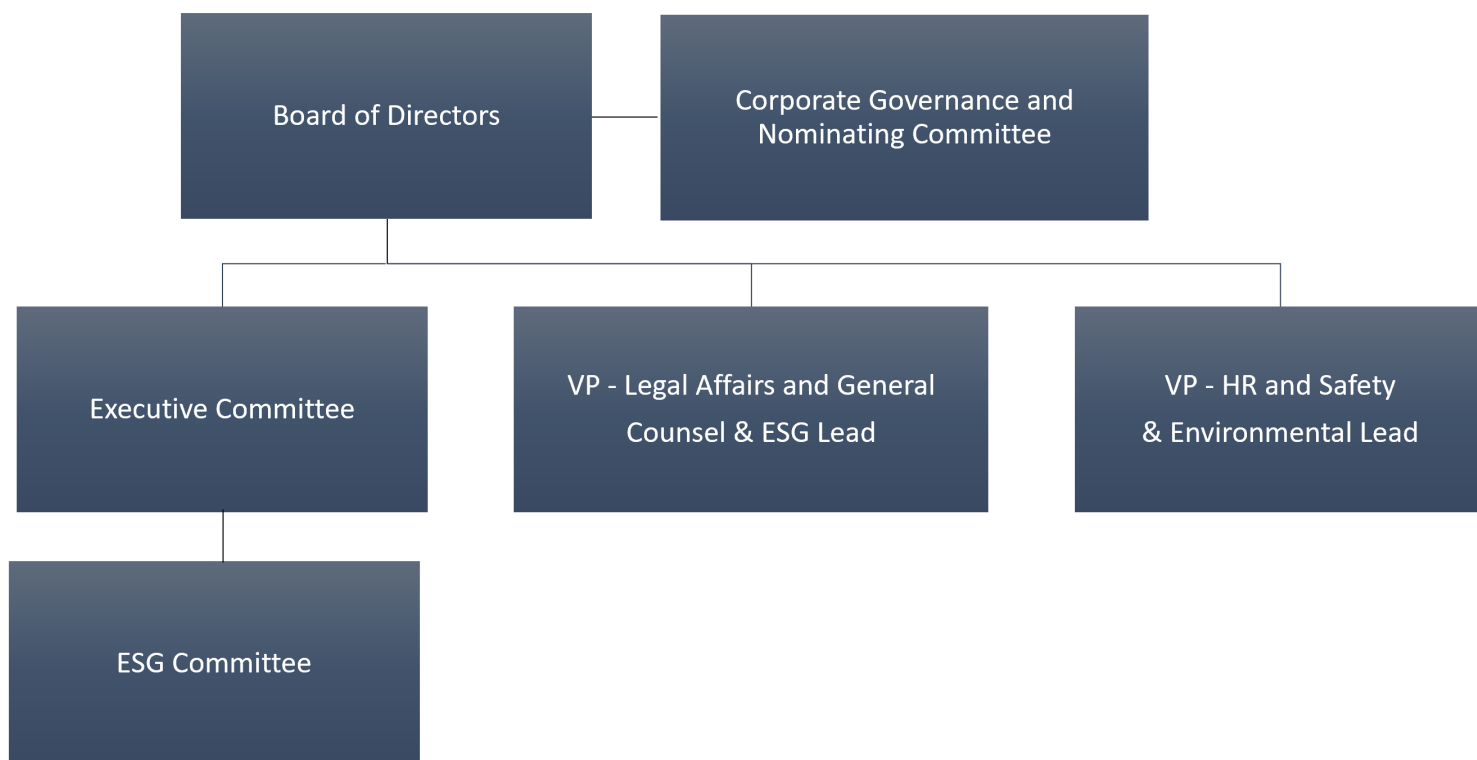 Board of Directors
Corporate Governance and
Nominating Committee
Executive Committee
VP - Legal Affairs and General
Counsel & ESG Lead
VP - HR and Safety
& Environmental Lead
ESG Committee